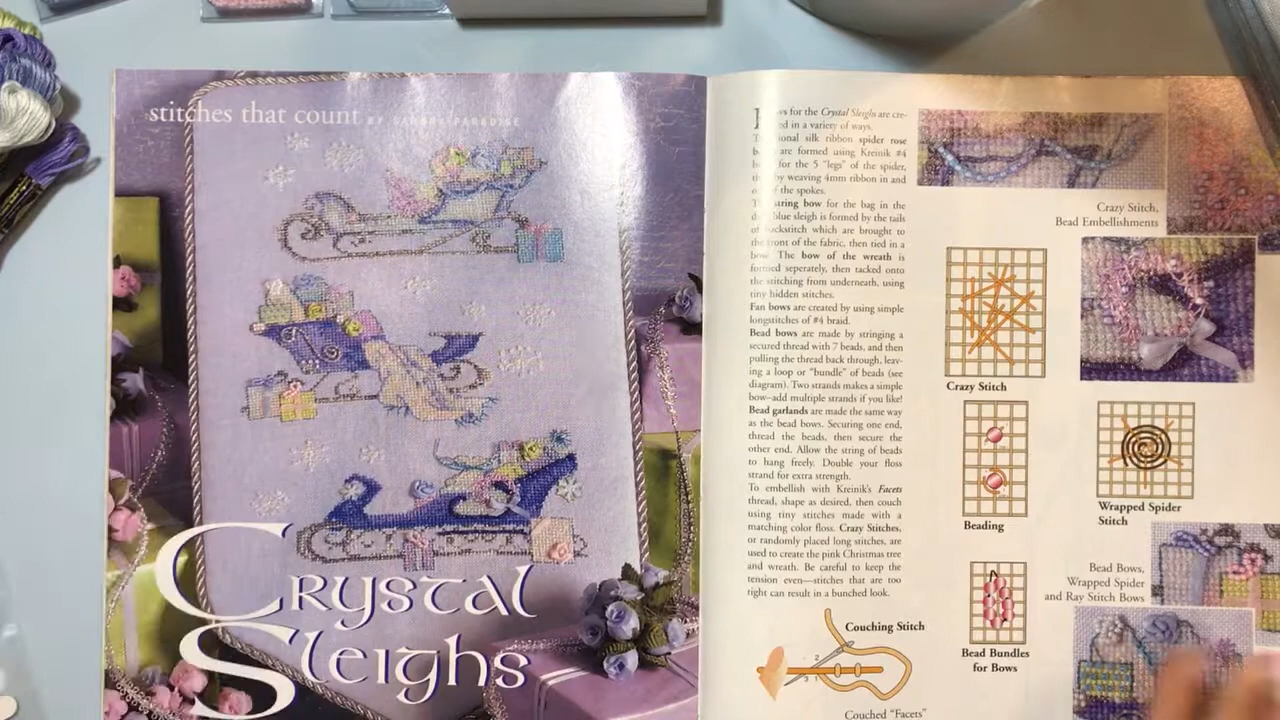 stitches that count BY SANDRA PARADISE
CRYSTAL
SLEIGHS
for the Crystal Sleighs are cre-
in a variety of ways.
silk ribbon spider rose
are formed using Kreinik #4
for the 5 "legs" of the spider,
by weaving 4mm ribbon in and
the spokes.
bow for the bag in the
blue sleigh is formed by the tails
of backstitch which are brought to
the front of the fabric, then tied in a
The bow of the wreath is
formed seperately, then tacked onto
the stitching from underneath, using
tiny hidden stitches.
Fan bows are created by using simple
longstitches of #4 braid.
Bead bows are made by stringing a
secured thread with 7 beads, and then
pulling the thread back through, leav-
ing a loop or "bundle" of beads (see
diagram). Two strands makes a simple
bow–add multiple strands if you like!
Bead garlands are made the same way
as the bead bows. Securing one end,
thread the beads, then secure the
other end. Allow the string of beads
to hang freely. Double your floss
strand for extra strength.
To embellish with Kreinik's Facets
thread, shape as desired, then couch
using tiny stitches made with a
matching color floss. Crazy Stitches,
or randomly placed long stitches, are
used to create the pink Christmas tree
and wreath. Be careful to keep the
tension even—stitches that are too
tight can result in a bunched look.
Couching Stitch
2
3 1
Couched "Facets"
Crazy Stitch,
Bead Embellishments
Crazy Stitch
Beading
Wrapped Spider
Stitch
Bead Bows,
Wrapped Spider
and Ray Stitch Bows
Bead Bundles
for Bows